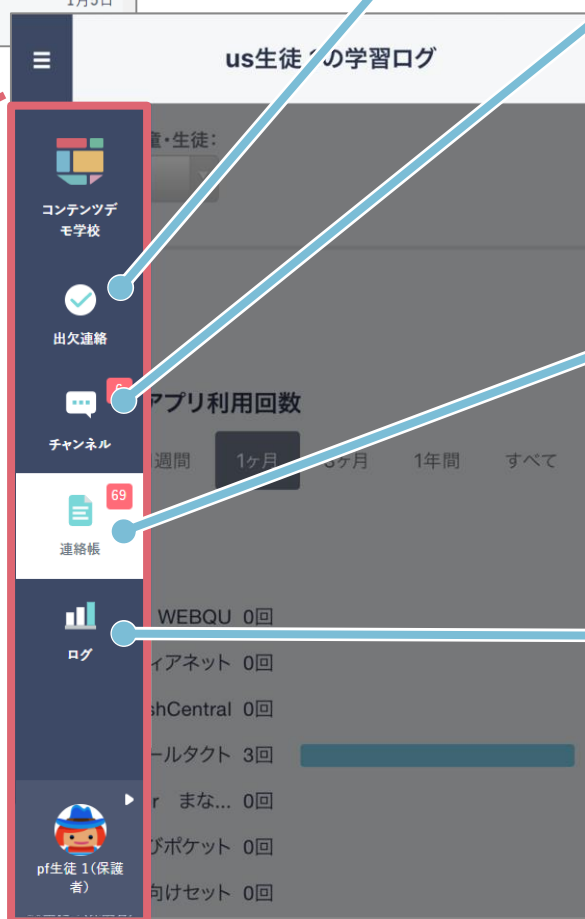 1月5日
us生徒 の学習ログ
童・生徒:
コンテンツデ
モ学校
出欠連絡
アプリ利用回数
チャンネル
週間 1ヶ月 ヶ月 1年間 すべて
69
連絡帳
WEBQU 0回
ログ
ィアネット 0回
shCentral 0回
ールタクト 3回
r まな... 0回
びポケット 0回
pf生徒 1(保護
者)
向けセット 0回